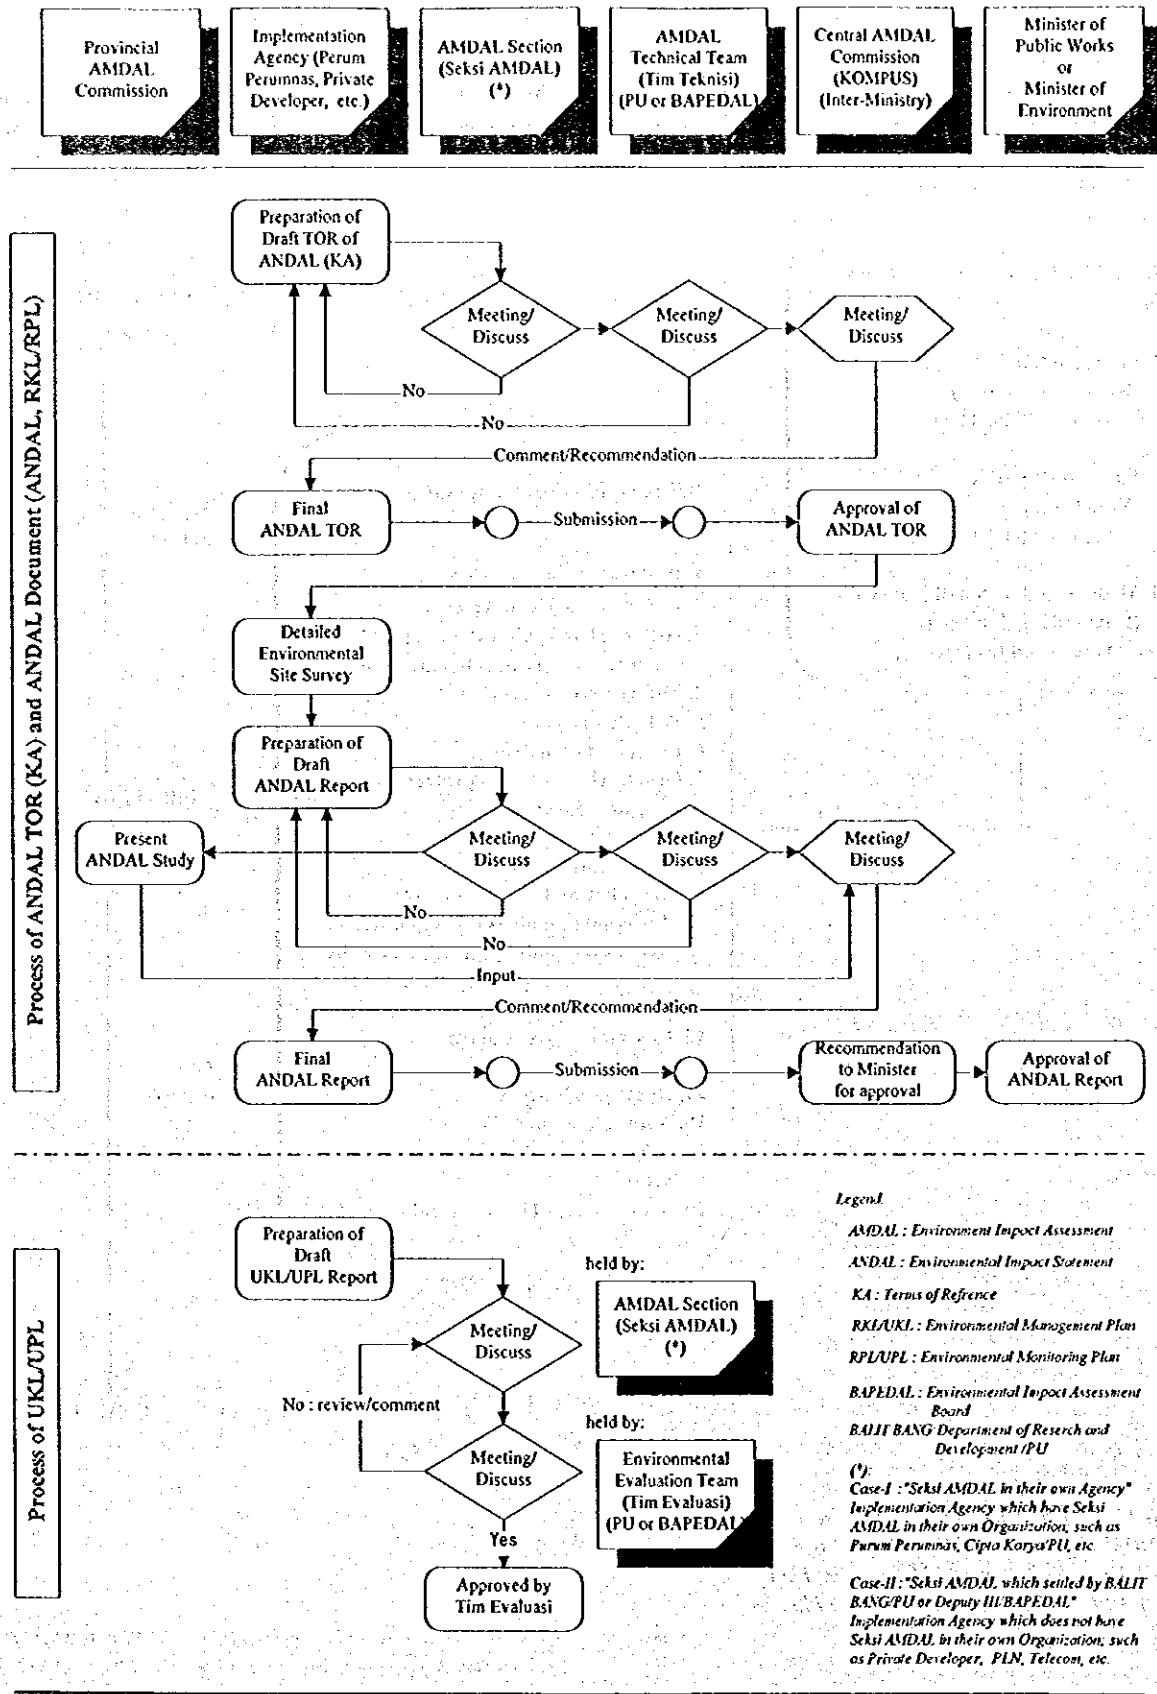 Provincial
AMDAL
Commission
Implementation
Agency (Perum
Perumnas, Private
Developer, etc.)
AMDAL Section
(Seksi AMDAL)
(*)
AMDAL
Technical Team
(Tim Teknisi)
(PU or BAPEDAL)
Central AMDAL
Commission
(KOMPUS)
(Inter-Ministry)
Minister of
Public Works
or
Minister of
Environment
Process of ANDAL TOR (KA) and ANDAL Document (ANDAL, RKL/RPL)
Preparation of
Draft TOR of
ANDAL (KA)
Meeting/
Discuss
Meeting/
Discuss
Meeting/
Discuss
No
No
Comment/Recommendation
Final
ANDAL TOR
Submission
Approval of
ANDAL TOR
Detailed
Environmental
Site Survey
Preparation of
Draft
ANDAL Report
Present
ANDAL Study
Meeting/
Discuss
Meeting/
Discuss
Meeting/
Discuss
No
No
Input
Comment/Recommendation
Final
ANDAL Report
Submission
Recommendation
to Minister
for approval
Approval of
ANDAL Report
Process of UKL/UPL
Preparation of
Draft
UKL/UPL Report
Meeting/
Discuss
No : review/comment
Meeting/
Discuss
Yes
Approved by
Tim Evaluasi
held by:
AMDAL Section
(Seksi AMDAL)
(*)
held by:
Environmental
Evaluation Team
(Tim Evaluasi)
(PU or BAPEDAL)
Legend
AMDAL : Environment Impact Assessment
ANDAL : Environmental Impact Statement
KA : Terms of Refrence
RKL/UKL : Environmental Management Plan
RPL/UPL : Environmental Monitoring Plan
BAPEDAL : Environmental Impact Assessment
Board
BALIT BANG: Department of Reserch and
Development /PU
(*):
Case-I : "Seksi AMDAL in their own Agency"
Implementation Agency which have Seksi
AMDAL in their own Organization, such as
Purum Perumnas, Cipta Karya/PU, etc.
Case-II : "Seksi AMDAL which settled by BALIT
BANG/PU or Deputy III/BAPEDAL"
Implementation Agency which does not have
Seksi AMDAL in their own Organization, such
as Private Developer, PLN, Telecom, etc.